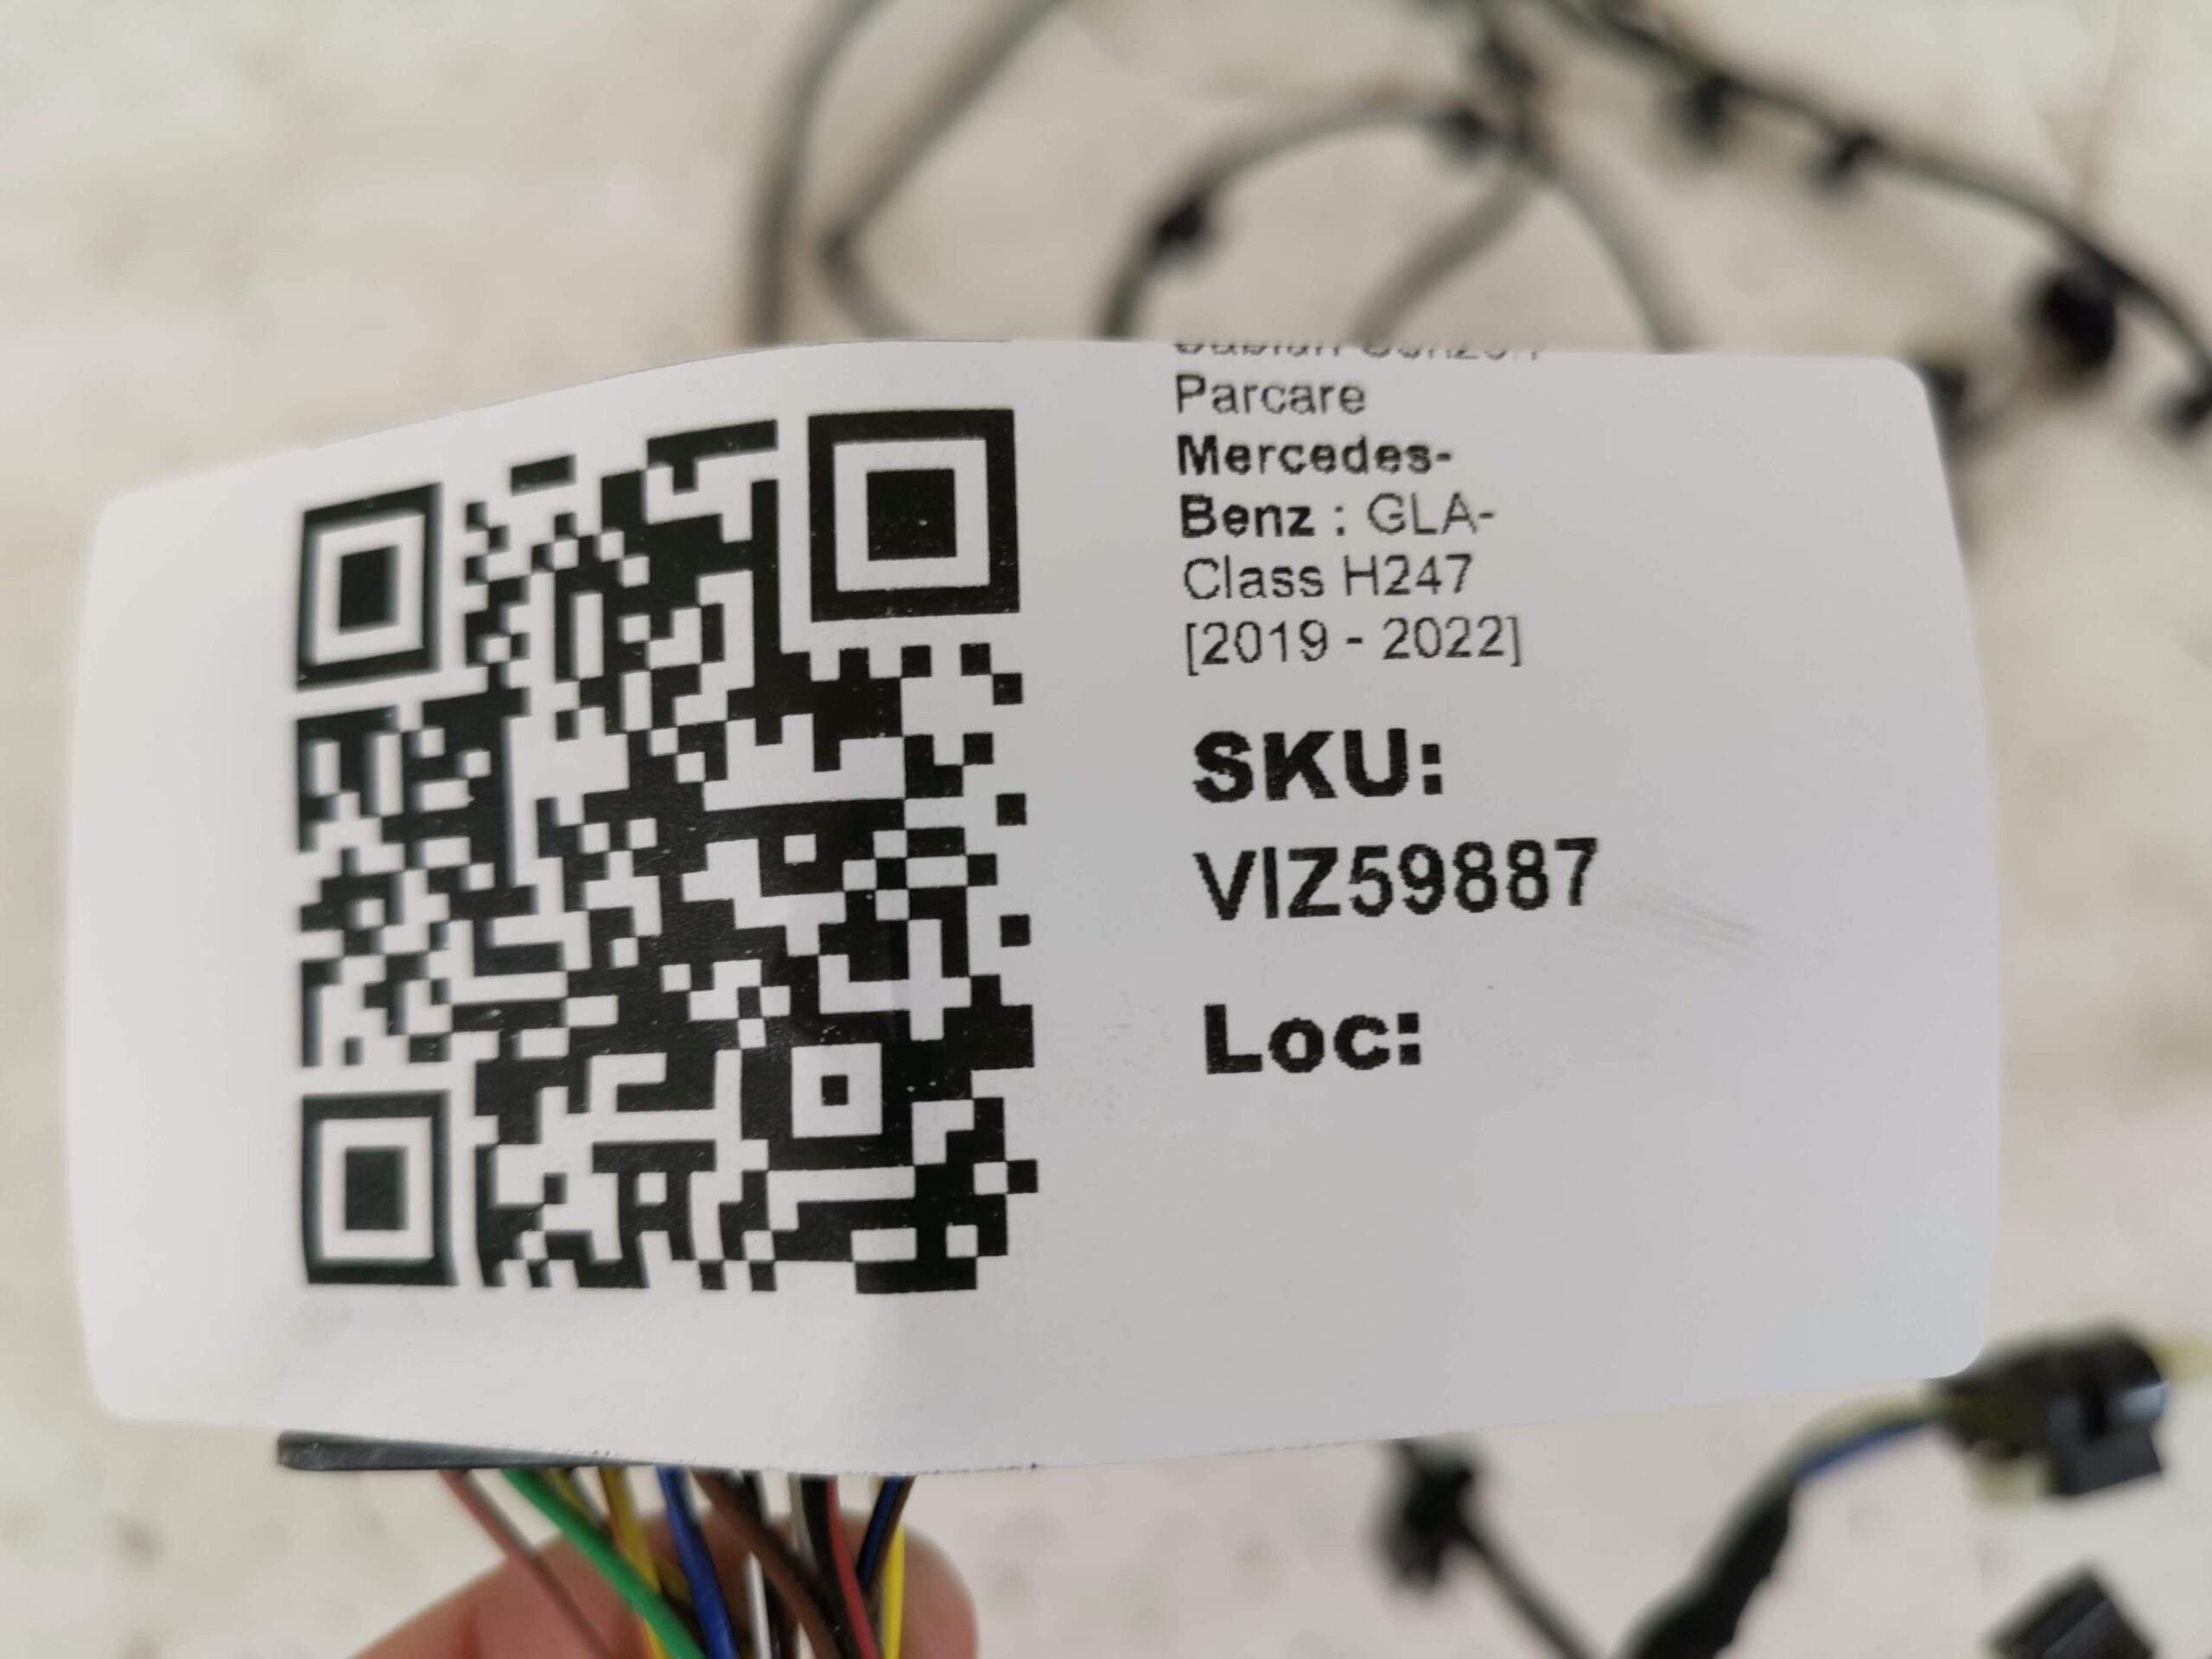 Parcare
Mercedes-
Benz : GLA-
Class H247
[2019 - 2022]
SKU:
VIZ59887
Loc: